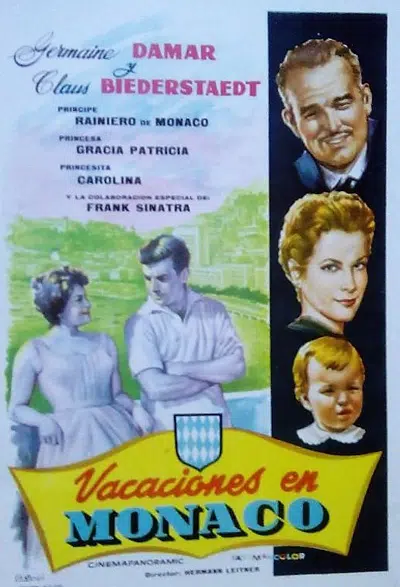 Germaine DAMAR
y
Claus BIEDERSTAEDT
PRINCIPE
RAINIERO DE MONACO
PRINCESA
GRACIA PATRICIA
PRINCESITA
CAROLINA
Y LA COLABORACION ESPECIAL DE:
FRANK SINATRA
Vacaciones en
MONACO
CINEMAPANORAMIC COLOR
Director: HERMANN LEITNER